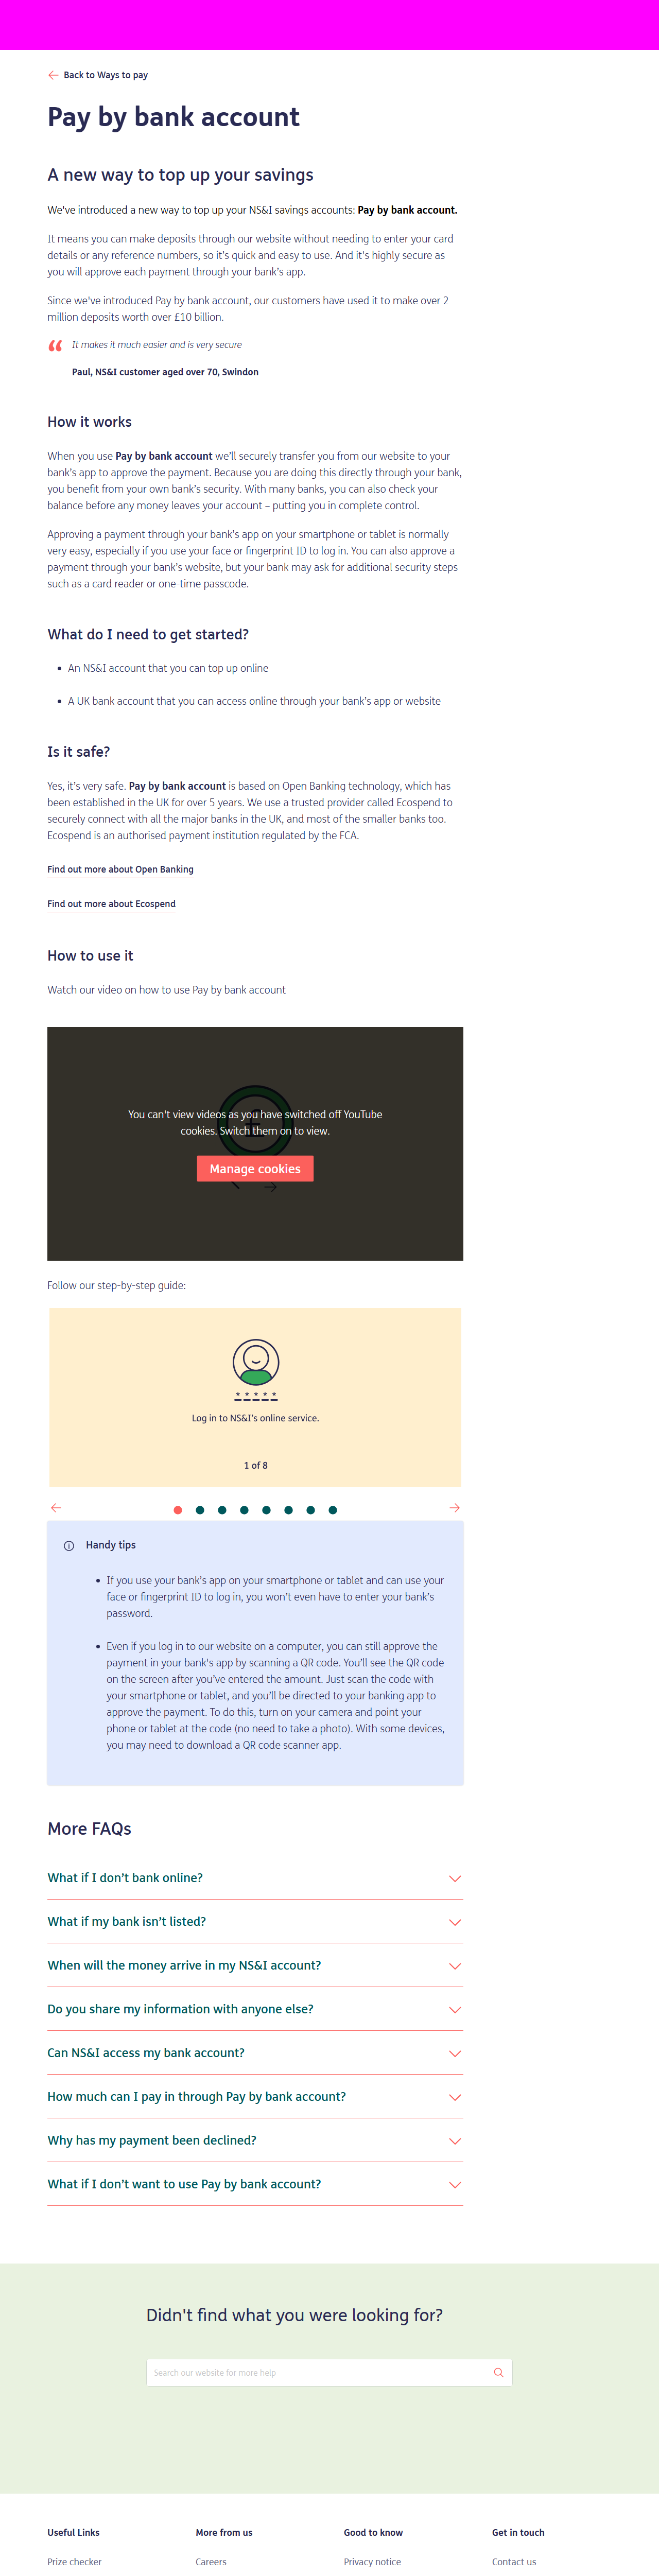 Back to Ways to pay
Pay by bank account
A new way to top up your savings
We've introduced a new way to top up your NS&I savings accounts: Pay by bank account.
It means you can make deposits through our website without needing to enter your card
details or any reference numbers, so it's quick and easy to use. And it's highly secure as
you will approve each payment through your bank's app.
Since we've introduced Pay by bank account, our customers have used it to make over 2
million deposits worth over £10 billion.
“ It makes it much easier and is very secure
Paul, NS&I customer aged over 70, Swindon
How it works
When you use Pay by bank account we'll securely transfer you from our website to your
bank's app to approve the payment. Because you are doing this directly through your bank,
you benefit from your own bank's security. With many banks, you can also check your
balance before any money leaves your account – putting you in complete control.
Approving a payment through your bank's app on your smartphone or tablet is normally
very easy, especially if you use your face or fingerprint ID to log in. You can also approve a
payment through your bank's website, but your bank may ask for additional security steps
such as a card reader or one-time passcode.
What do I need to get started?
• An NS&I account that you can top up online
• A UK bank account that you can access online through your bank's app or website
Is it safe?
Yes, it's very safe. Pay by bank account is based on Open Banking technology, which has
been established in the UK for over 5 years. We use a trusted provider called Ecospend to
securely connect with all the major banks in the UK, and most of the smaller banks too.
Ecospend is an authorised payment institution regulated by the FCA.
Find out more about Open Banking
Find out more about Ecospend
How to use it
Watch our video on how to use Pay by bank account
You can't view videos as you have switched off YouTube
cookies. Switch them on to view.
Manage cookies
Follow our step-by-step guide:
* * * * *
Log in to NS&I's online service.
1 of 8
Handy tips
• If you use your bank's app on your smartphone or tablet and can use your
face or fingerprint ID to log in, you won't even have to enter your bank's
password.
• Even if you log in to our website on a computer, you can still approve the
payment in your bank's app by scanning a QR code. You'll see the QR code
on the screen after you've entered the amount. Just scan the code with
your smartphone or tablet, and you'll be directed to your banking app to
approve the payment. To do this, turn on your camera and point your
phone or tablet at the code (no need to take a photo). With some devices,
you may need to download a QR code scanner app.
More FAQs
What if I don't bank online?
What if my bank isn't listed?
When will the money arrive in my NS&I account?
Do you share my information with anyone else?
Can NS&I access my bank account?
How much can I pay in through Pay by bank account?
Why has my payment been declined?
What if I don't want to use Pay by bank account?
Didn't find what you were looking for?
Search our website for more help
Useful Links More from us Good to know Get in touch
Prize checker Careers Privacy notice Contact us